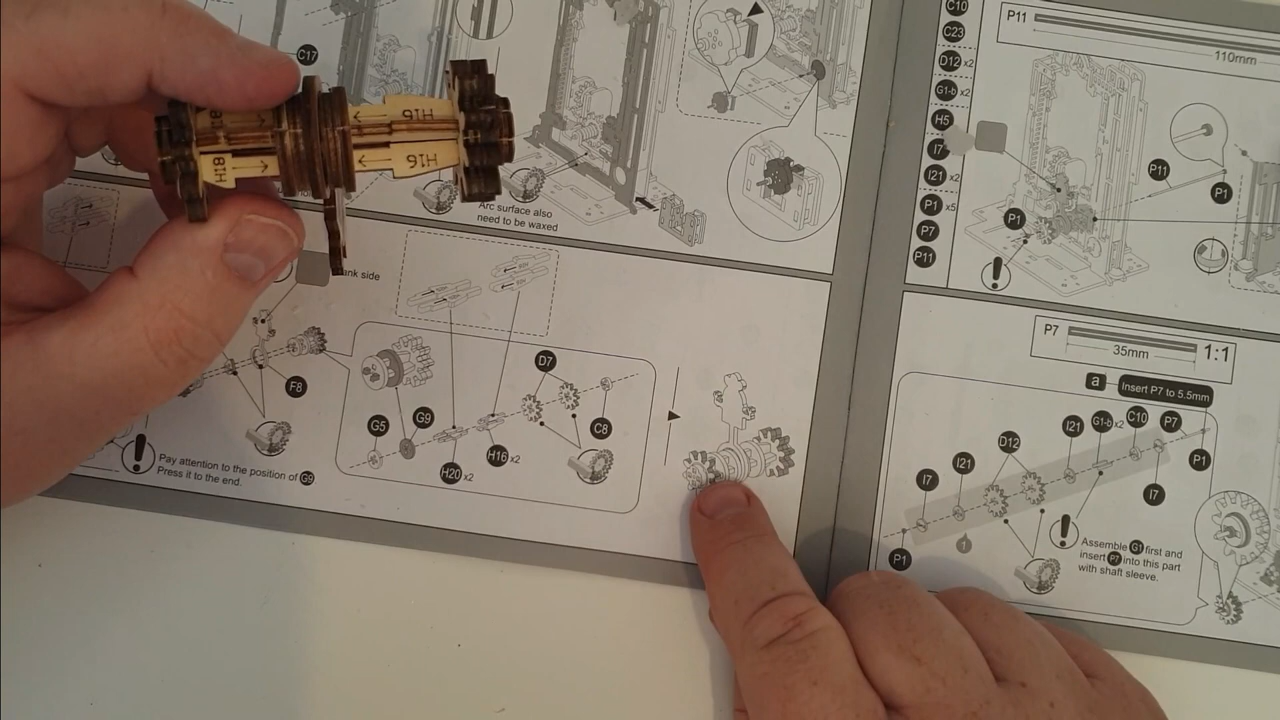 C17
H18
H16
H16
Arc surface also
need to be waxed
nk side
F8
G5
G9
H20 x2
H16 x2
D7
C8
Pay attention to the position of G9
Press it to the end.
C10
C23
D12 x2
G1-b x2
H5
I7
I21 x2
P1 x5
P7
P11
P11
110mm
P11
P1
P1
P7
35mm
1:1
a Insert P7 to 5.5mm
I7
I21
D12
I21
G1-b x2
C10
P7
P1
I7
P1
1
Assemble G1 first and
insert P7 into this part
with shaft sleeve.